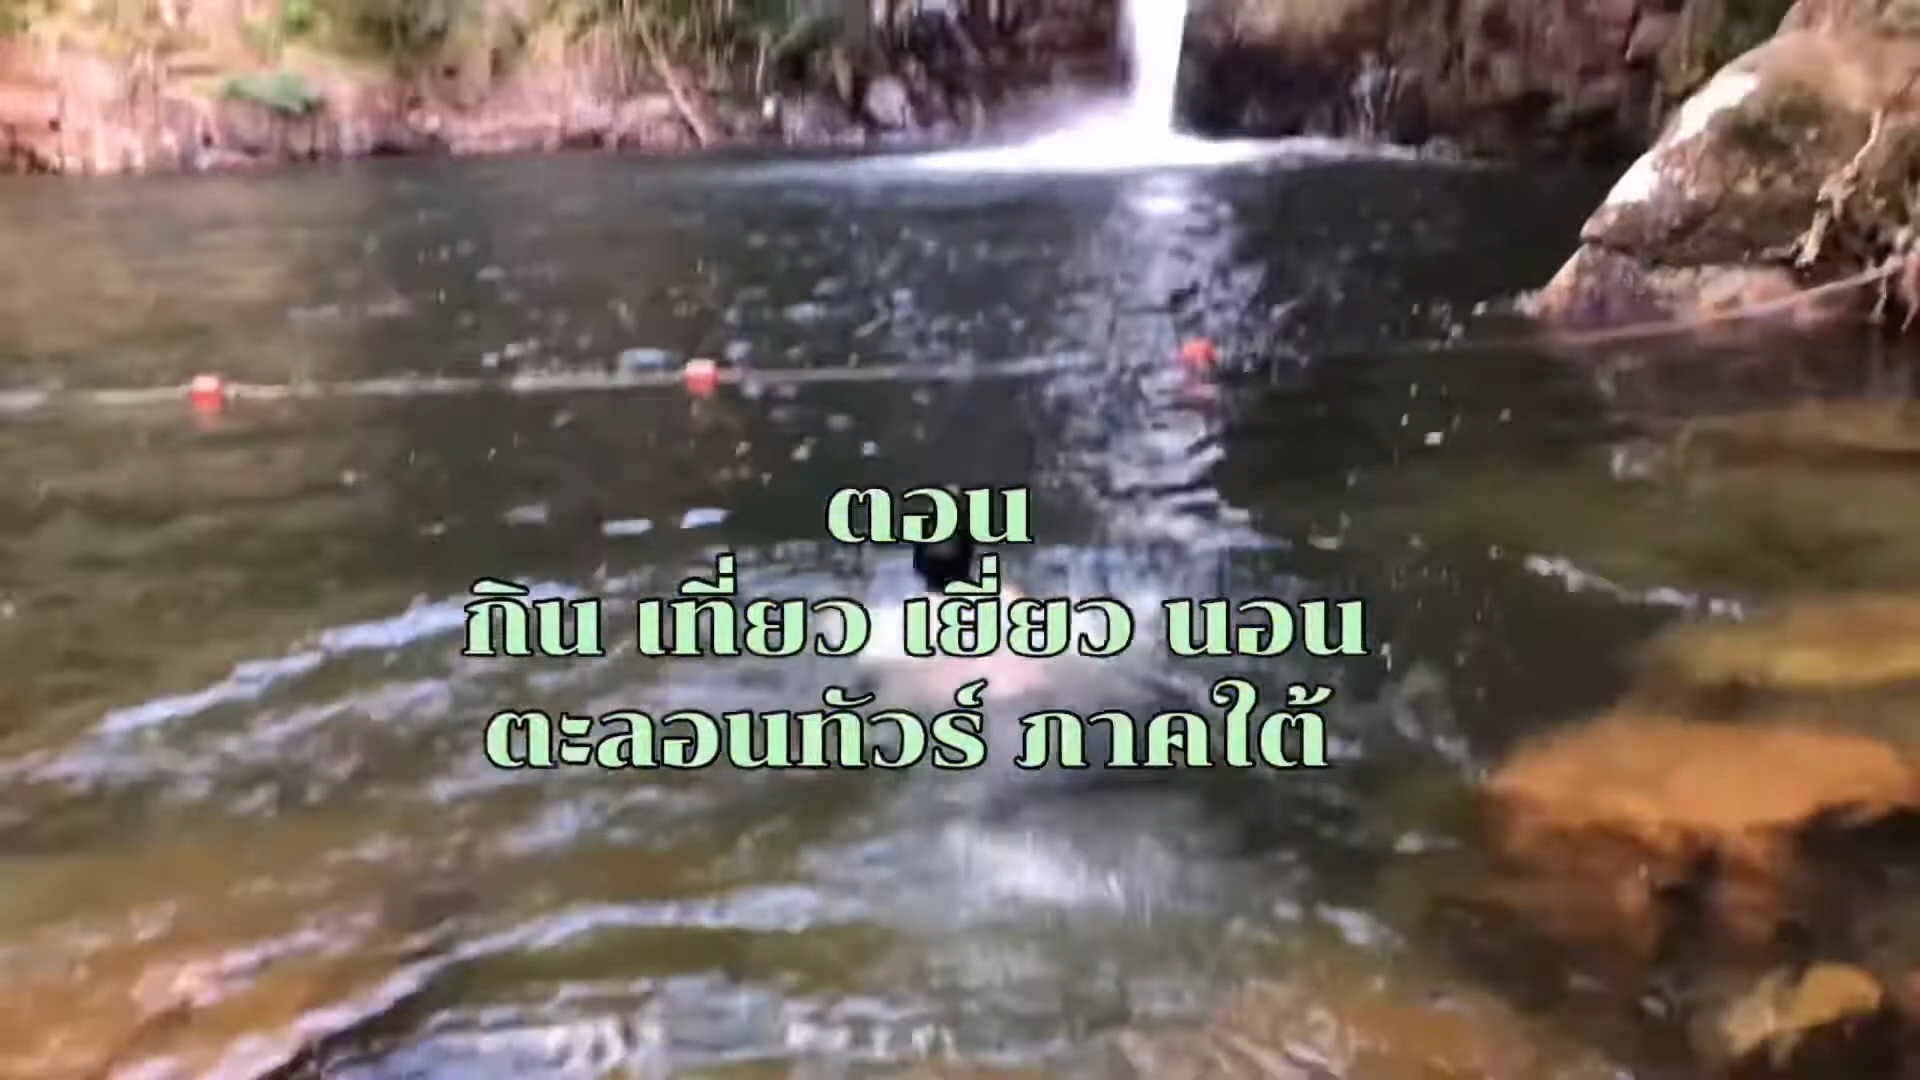 ตอน
กิน เที่ยว เยี่ยว นอน
ตะลอนทัวร์ ภาคใต้